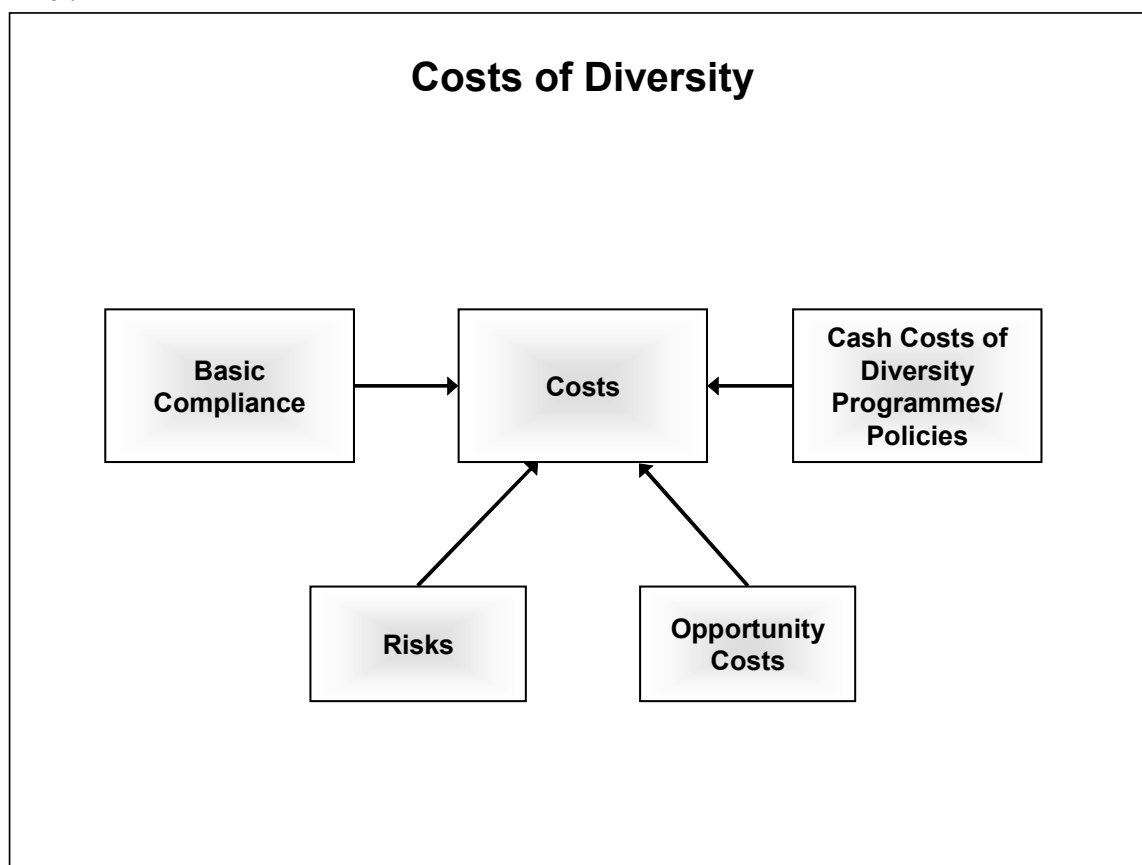 Costs of Diversity
Basic
Compliance
Costs
Cash Costs of
Diversity
Programmes/
Policies
Risks
Opportunity
Costs